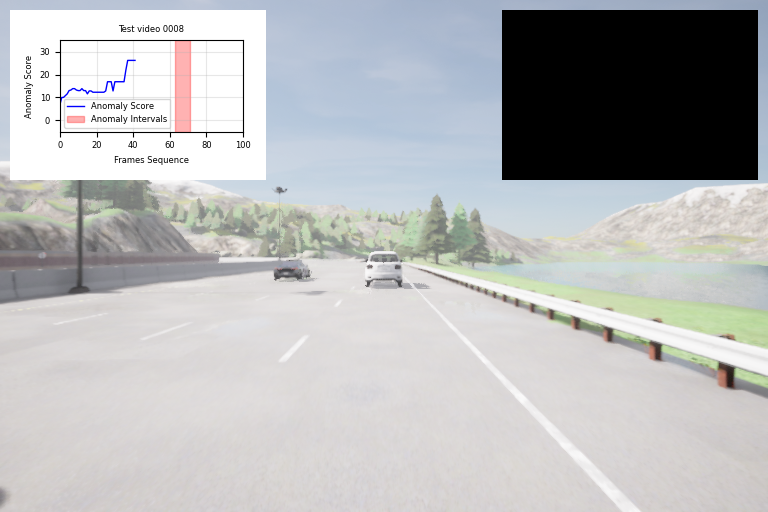 Test video 0008
Anomaly Score
30
20
10
0
Anomaly Score
Anomaly Intervals
0 20 40 60 80 100
Frames Sequence